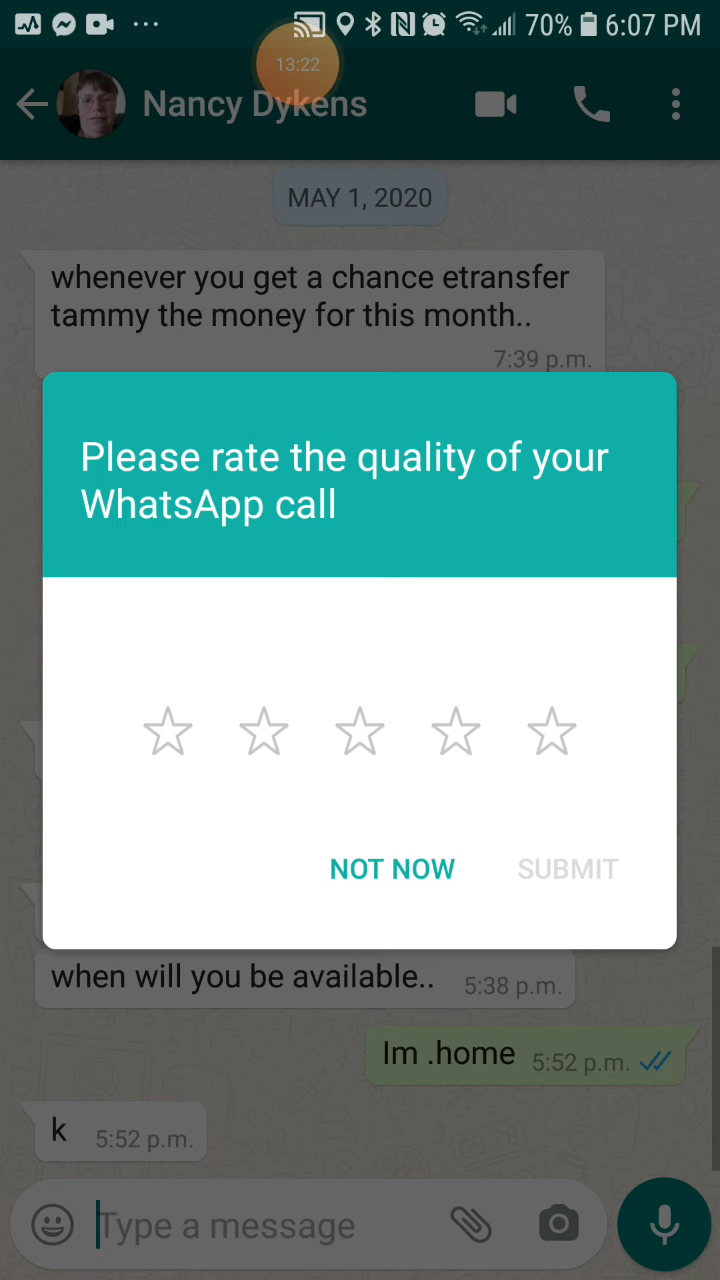 70% 6:07 PM
13:22
Nancy Dykens
MAY 1, 2020
whenever you get a chance etransfer
tammy the money for this month..
7:39 p.m.
Please rate the quality of your
WhatsApp call
NOT NOW SUBMIT
when will you be available.. 5:38 p.m.
Im .home 5:52 p.m.
k 5:52 p.m.
Type a message